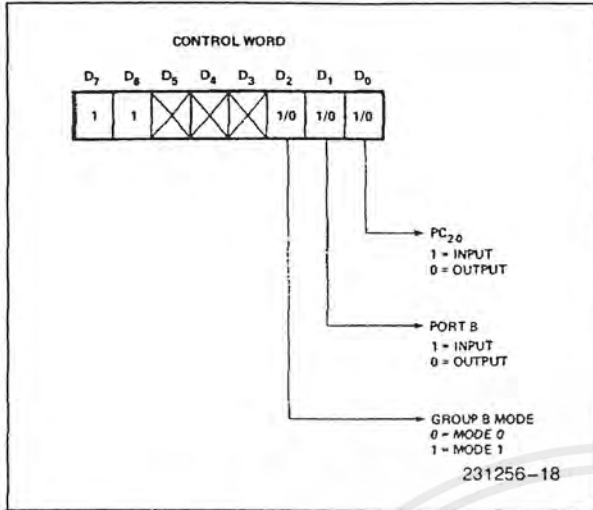 CONTROL WORD
D7 D6 D5 D4 D3 D2 D1 D0
1 1 1/0 1/0 1/0
PC2-0
1 = INPUT
0 = OUTPUT
PORT B
1 = INPUT
0 = OUTPUT
GROUP B MODE
0 = MODE 0
1 = MODE 1
231256-18